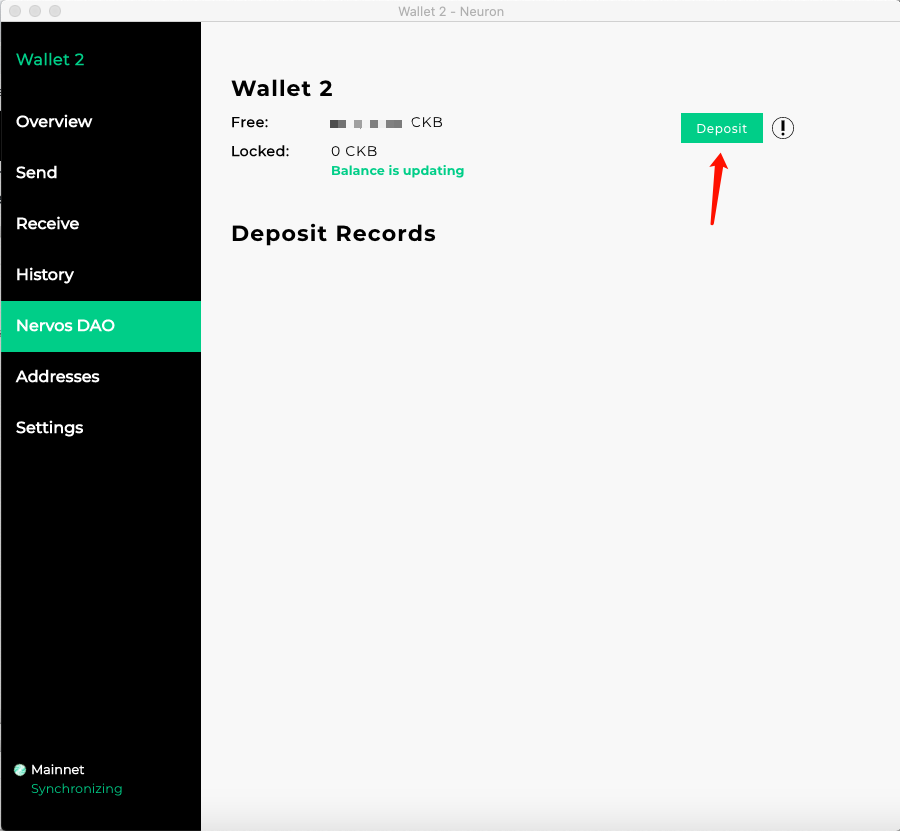 Wallet 2 - Neuron
Wallet 2
Overview
Send
Receive
History
Nervos DAO
Addresses
Settings
Mainnet
Synchronizing
Wallet 2
Free: CKB
Locked: 0 CKB
Balance is updating
Deposit
Deposit Records